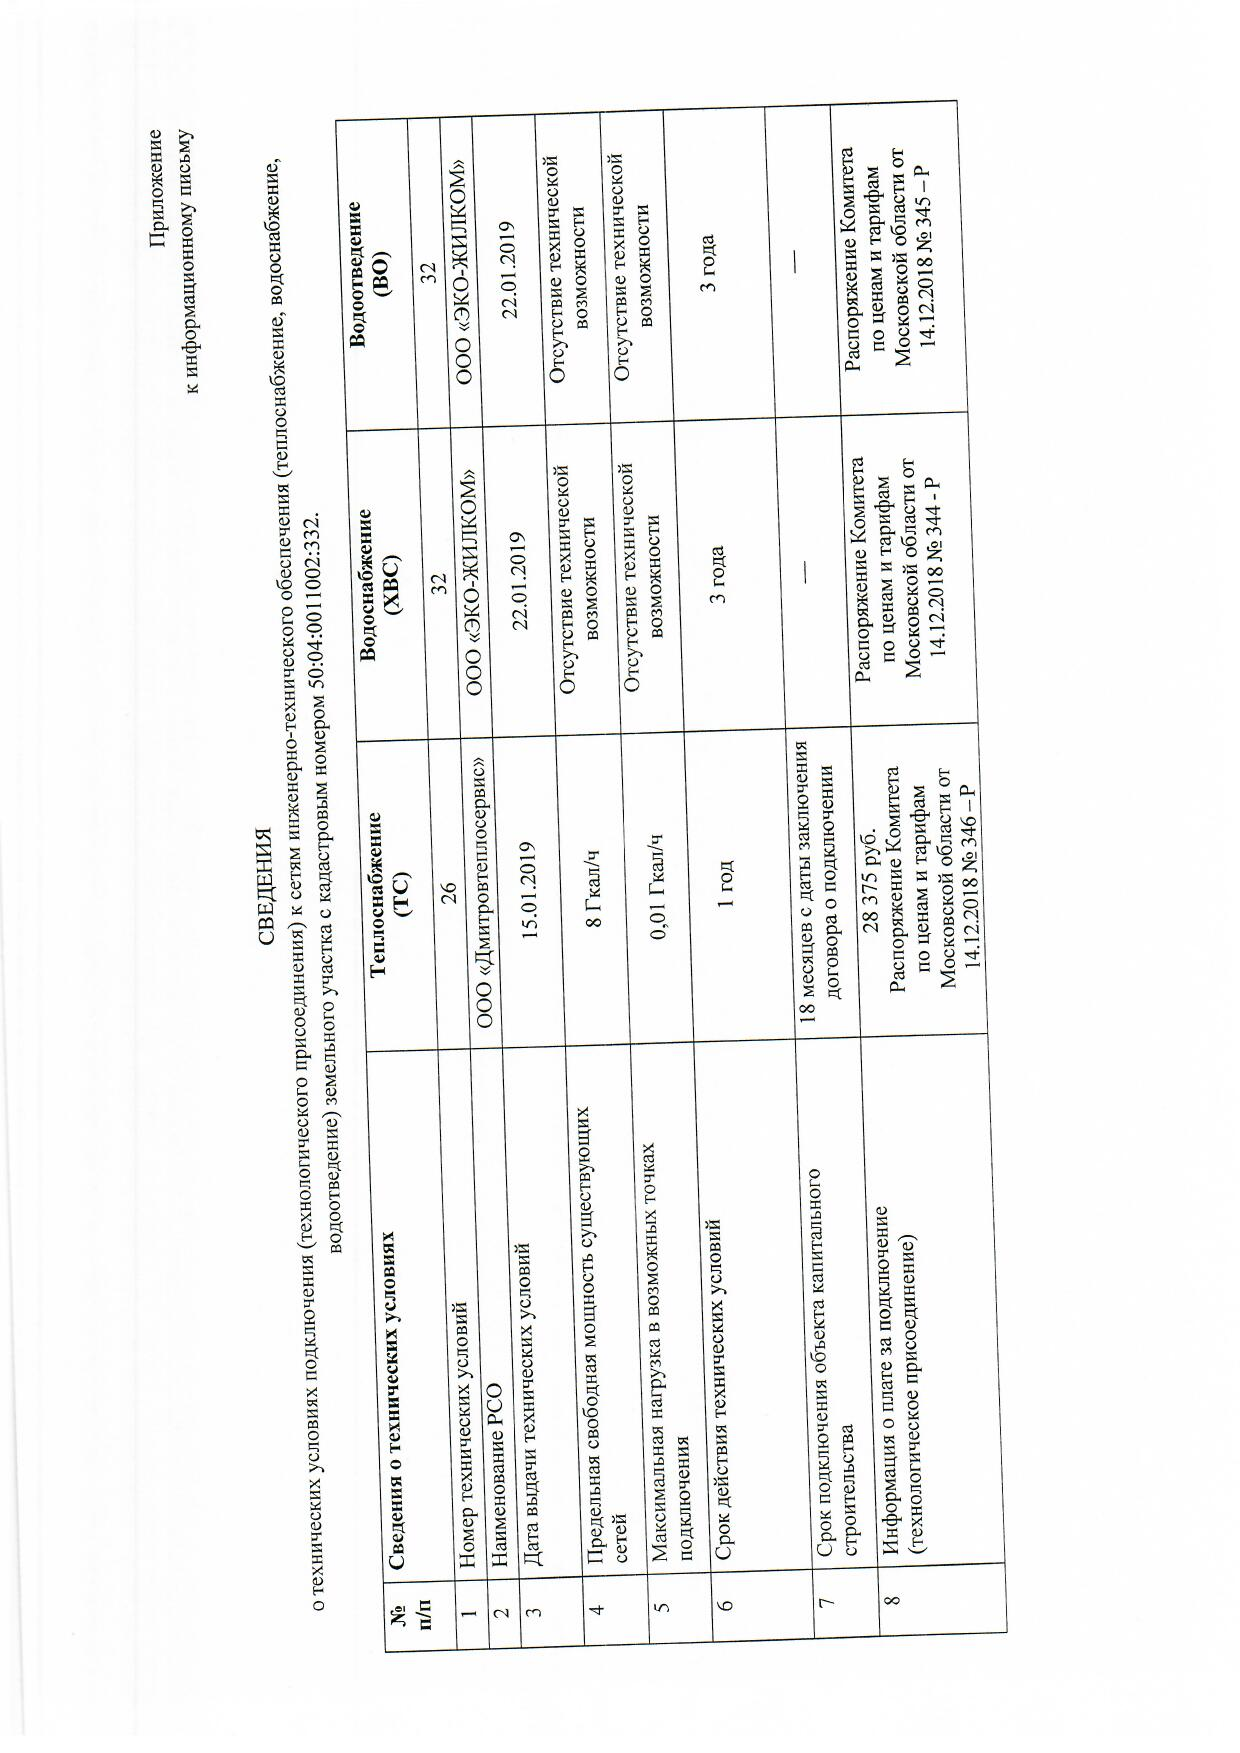 Приложение
к информационному письму
СВЕДЕНИЯ
о технических условиях подключения (технологического присоединения) к сетям инженерно-технического обеспечения (теплоснабжение, водоснабжение,
водоотведение) земельного участка с кадастровым номером 50:04:0011002:332.
№
п/п
Сведения о технических условиях
Теплоснабжение
(ТС)
Водоснабжение
(ХВС)
Водоотведение
(ВО)
1
Номер технических условий
26
32
32
2
Наименование РСО
ООО «Дмитровтеплосервис»
ООО «ЭКО-ЖИЛКОМ»
ООО «ЭКО-ЖИЛКОМ»
3
Дата выдачи технических условий
15.01.2019
22.01.2019
22.01.2019
4
Предельная свободная мощность существующих
сетей
8 Гкал/ч
Отсутствие технической
возможности
Отсутствие технической
возможности
5
Максимальная нагрузка в возможных точках
подключения
0,01 Гкал/ч
Отсутствие технической
возможности
Отсутствие технической
возможности
6
Срок действия технических условий
1 год
3 года
3 года
7
Срок подключения объекта капитального
строительства
18 месяцев с даты заключения
договора о подключении
—
—
8
Информация о плате за подключение
(технологическое присоединение)
28 375 руб.
Распоряжение Комитета
по ценам и тарифам
Московской области от
14.12.2018 № 346 – Р
Распоряжение Комитета
по ценам и тарифам
Московской области от
14.12.2018 № 344 - Р
Распоряжение Комитета
по ценам и тарифам
Московской области от
14.12.2018 № 345 – Р